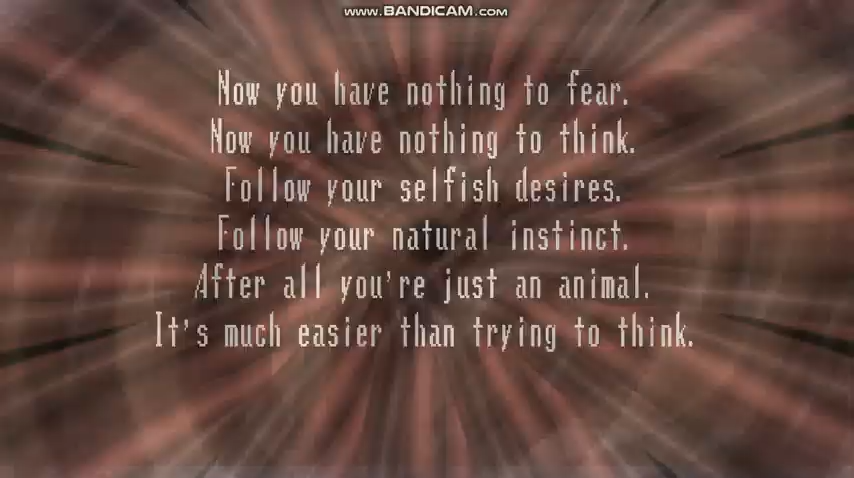 www.BANDICAM.com
Now you have nothing to fear.
Now you have nothing to think.
Follow your selfish desires.
Follow your natural instinct.
After all you're just an animal.
It's much easier than trying to think.